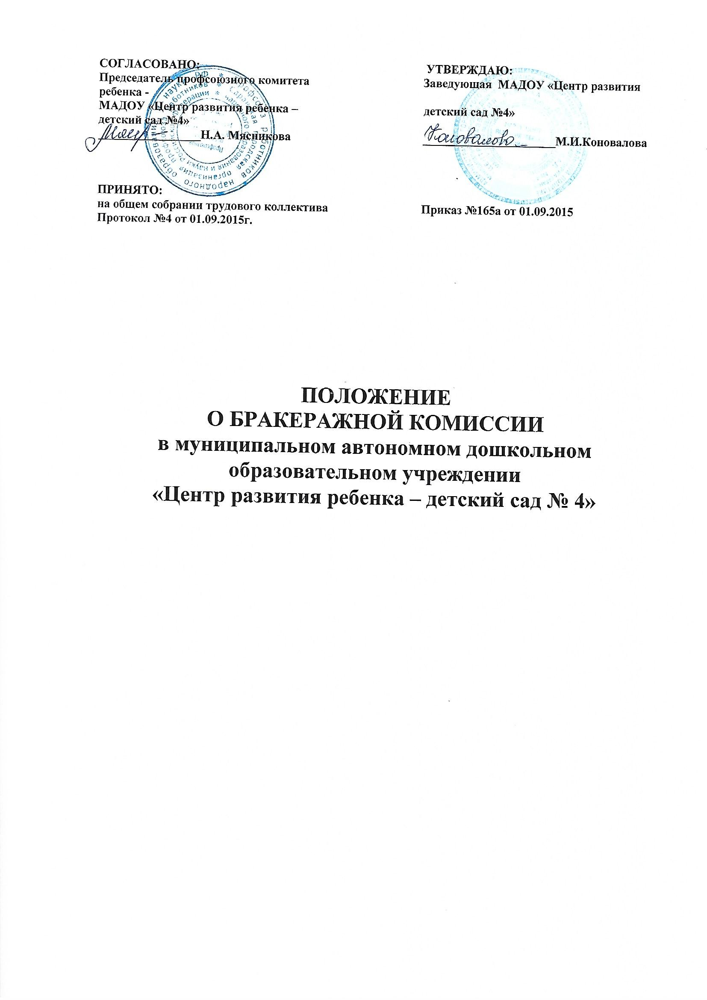 СОГЛАСОВАНО:
Председатель профсоюзного комитета
ребенка -
МАДОУ «Центр развития ребенка –
детский сад №4»
Н.А. Мясникова
ПРИНЯТО:
на общем собрании трудового коллектива
Протокол №4 от 01.09.2015г.
УТВЕРЖДАЮ:
Заведующая МАДОУ «Центр развития
детский сад №4»
Коновалова М.И.Коновалова
Приказ №165а от 01.09.2015
ПОЛОЖЕНИЕ
О БРАКЕРАЖНОЙ КОМИССИИ
в муниципальном автономном дошкольном
образовательном учреждении
«Центр развития ребенка – детский сад № 4»